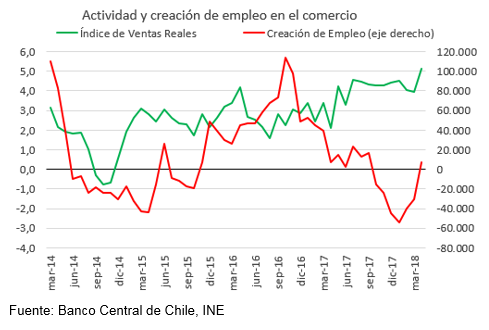 Actividad y creación de empleo en el comercio
Índice de Ventas Reales Creación de Empleo (eje derecho)
6,0 120.000
5,0 100.000
4,0 80.000
3,0 60.000
2,0 40.000
1,0 20.000
0,0 0
-1,0 -20.000
-2,0 -40.000
-3,0 -60.000
-4,0 -80.000
mar-14 jun-14 sep-14 dic-14 mar-15 jun-15 sep-15 dic-15 mar-16 jun-16 sep-16 dic-16 mar-17 jun-17 sep-17 dic-17 mar-18
Fuente: Banco Central de Chile, INE